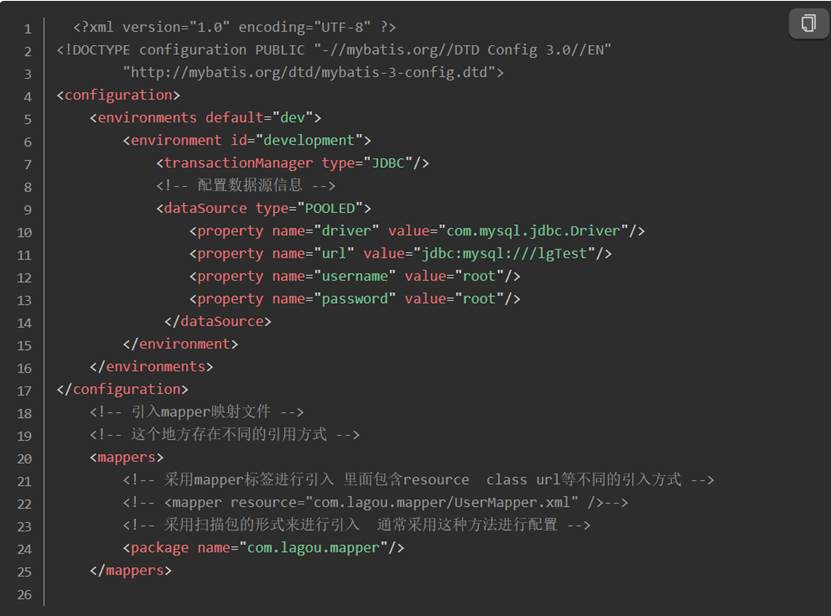 1   <?xml version="1.0" encoding="UTF-8" ?>
2 <!DOCTYPE configuration PUBLIC "-//mybatis.org//DTD Config 3.0//EN"
3         "http://mybatis.org/dtd/mybatis-3-config.dtd">
4 <configuration>
5     <environments default="dev">
6         <environment id="development">
7             <transactionManager type="JDBC"/>
8             <!-- 配置数据源信息 -->
9             <dataSource type="POOLED">
10                 <property name="driver" value="com.mysql.jdbc.Driver"/>
11                 <property name="url" value="jdbc:mysql:///lgTest"/>
12                 <property name="username" value="root"/>
13                 <property name="password" value="root"/>
14              </dataSource>
15         </environment>
16     </environments>
17 </configuration>
18     <!-- 引入mapper映射文件 -->
19     <!-- 这个地方存在不同的引用方式 -->
20     <mappers>
21         <!-- 采用mapper标签进行引入 里面包含resource  class url等不同的引入方式 -->
22         <!-- <mapper resource="com.lagou.mapper/UserMapper.xml" />-->
23         <!-- 采用扫描包的形式来进行引入  通常采用这种方法进行配置 -->
24         <package name="com.lagou.mapper"/>
25     </mappers>
26